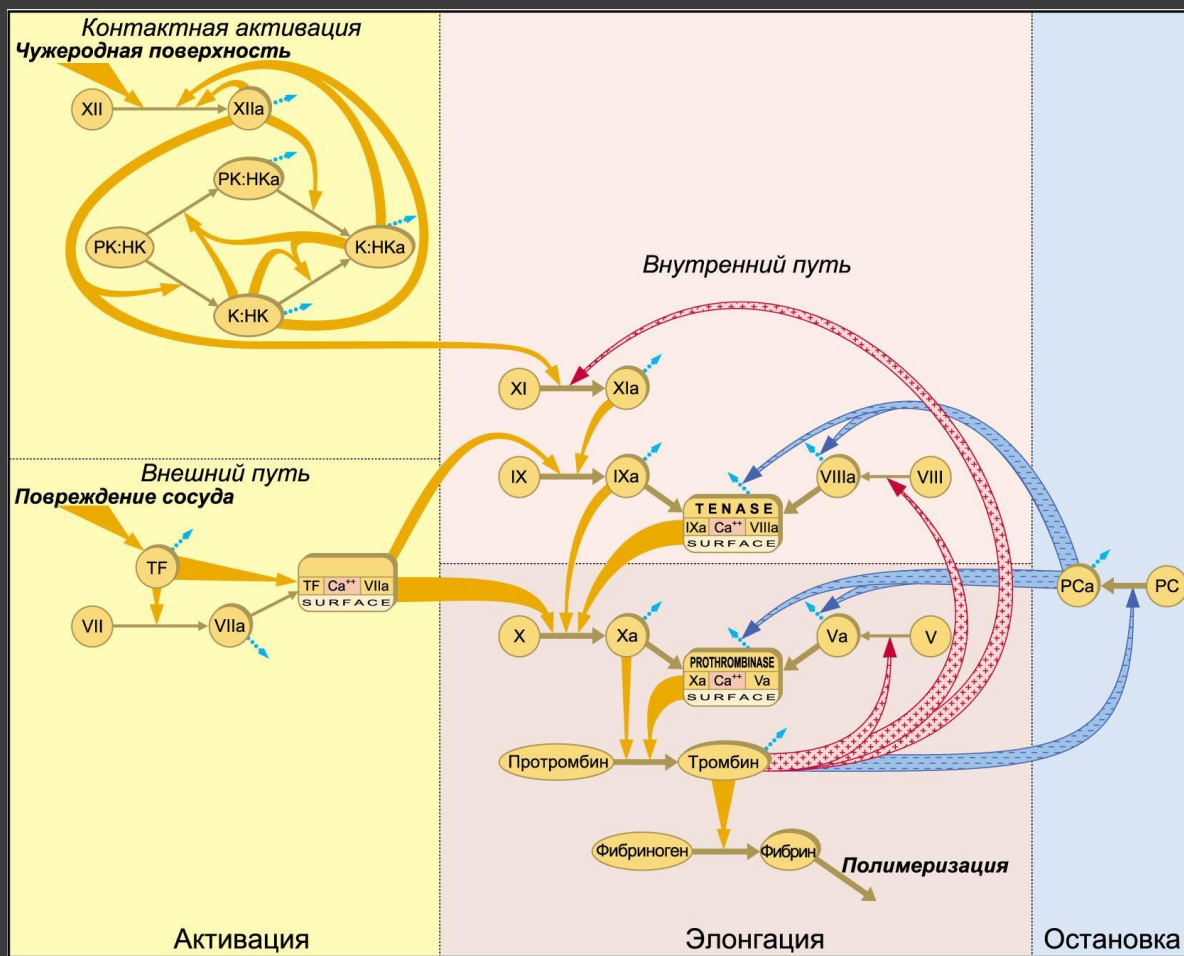 Контактная активация
Чужеродная поверхность
XII
XIIa
PK:HKa
PK:HK
K:HKa
K:HK
Внутренний путь
XI
XIa
Внешний путь
Повреждение сосуда
IX
IXa
VIIIa
VIII
TENASE
IXa Ca++ VIIIa
SURFACE
TF
TF Ca++ VIIa
SURFACE
VII
VIIa
PCa
PC
X
Xa
Va
V
PROTHROMBINASE
Xa Ca++ Va
SURFACE
Протромбин
Тромбин
Фибриноген
Фибрин
Полимеризация
Активация
Элонгация
Остановка